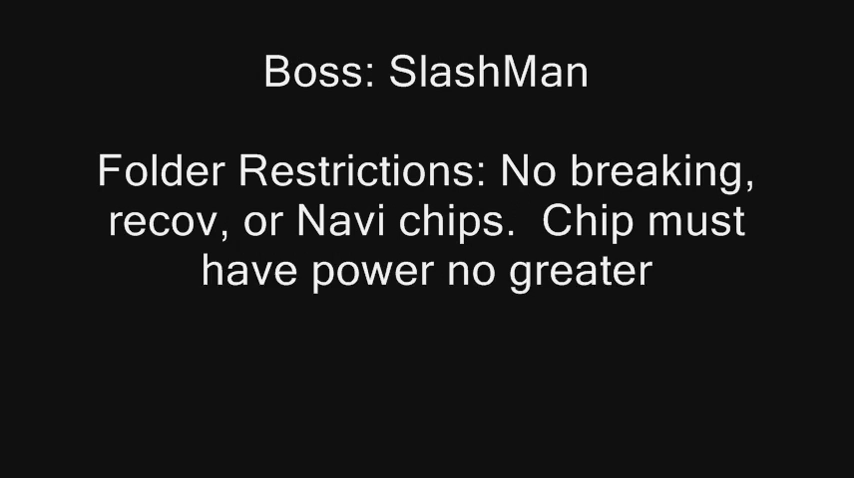 Boss: SlashMan
Folder Restrictions: No breaking,
recov, or Navi chips.  Chip must
have power no greater